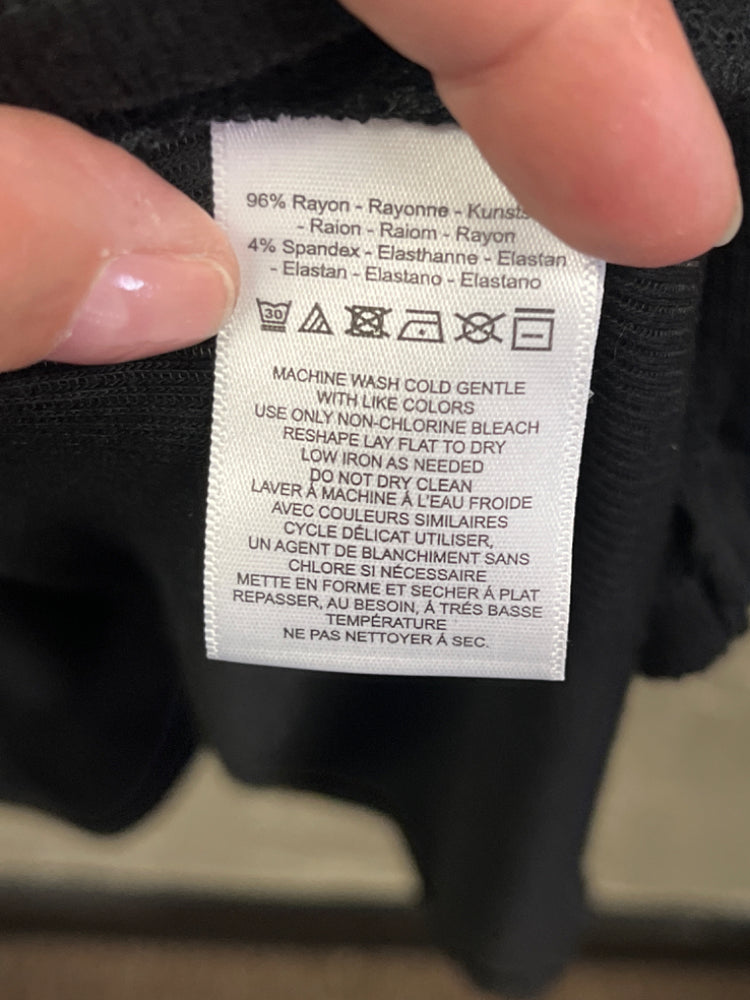 96% Rayon - Rayonne -
- Raion - Raiom - Rayon
4% Spandex - Elasthanne - Elastan
- Elastan - Elastano - Elastano
30
MACHINE WASH COLD GENTLE
WITH LIKE COLORS
USE ONLY NON-CHLORINE BLEACH
RESHAPE LAY FLAT TO DRY
LOW IRON AS NEEDED
DO NOT DRY CLEAN
LAVER Á MACHINE Á L'EAU FROIDE
AVEC COULEURS SIMILAIRES
CYCLE DÉLICAT UTILISER,
UN AGENT DE BLANCHIMENT SANS
CHLORE SI NÉCESSAIRE
METTE EN FORME ET SECHER Á PLAT
REPASSER, AU BESOIN, Á TRÉS BASSE
TEMPÉRATURE
NE PAS NETTOYER Á SEC.